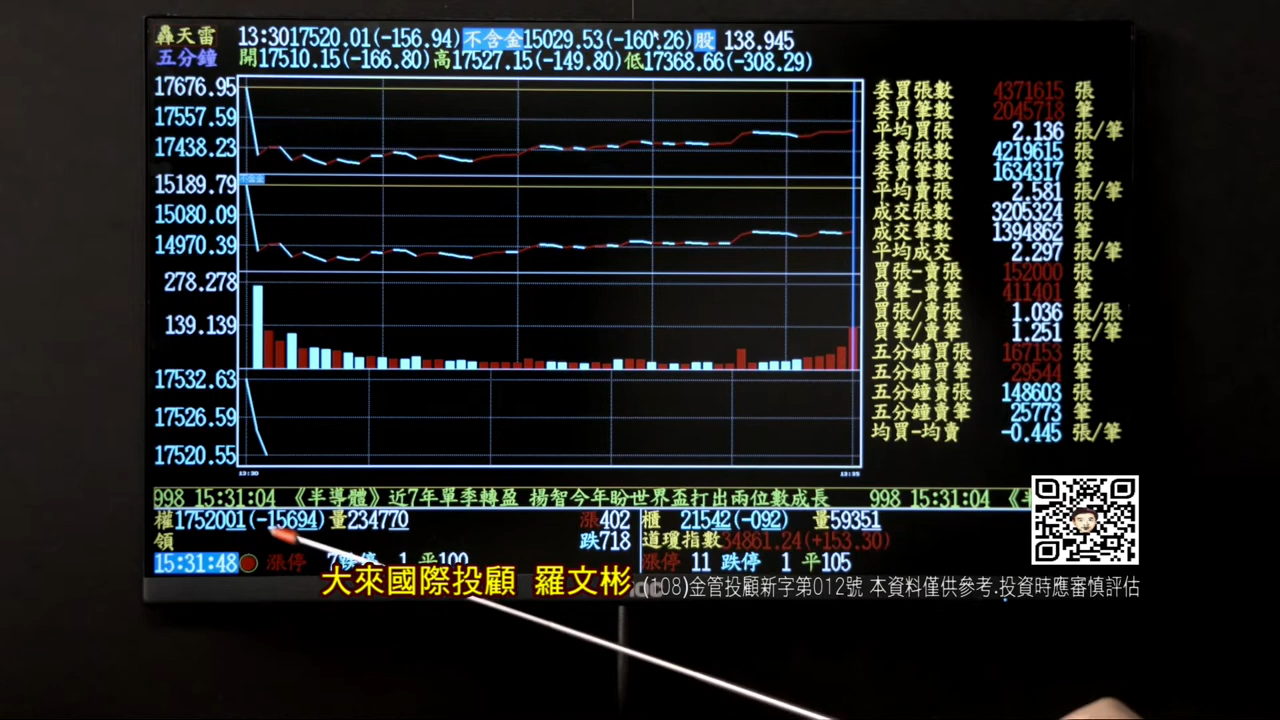 轟天雷 13:30 17520.01(-156.94) 不含金 15029.53(-160.26) 股 138.945
五分鐘 開17510.15(-166.80) 高17527.15(-149.80) 低17368.66(-308.29)
17676.95
17557.59
17438.23
不含金
15189.79
15080.09
14970.39
278.278
139.139
17532.63
17526.59
17520.55
13:30 13:35
委買張數 4371615 張
委買筆數 2045718 筆
平均買張 2.136 張/筆
委賣張數 4219615 張
委賣筆數 1634317 筆
平均賣張 2.581 張/筆
成交張數 3205324 張
成交筆數 1394862 筆
平均成交 2.297 張/筆
買張-賣張 152000 張
買筆-賣筆 411401 筆
買張/賣張 1.036 張/張
買筆/賣筆 1.251 筆/筆
五分鐘買張 167153 張
五分鐘買筆 29544 筆
五分鐘賣張 148603 張
五分鐘賣筆 25773 筆
均買-均賣 -0.445 張/筆
998 15:31:04 《半導體》近7年單季轉盈 揚智今年盼世界盃打出兩位數成長 998 15:31:04 《半
權1752001(-15694) 量234770 漲402 櫃 21542(-092) 量59351
領 跌718 道瓊指數34861.24(+153.30)
15:31:48 漲停 7 跌停 1 平100 漲停 11 跌停 1 平105
大來國際投顧 羅文彬 (108)金管投顧新字第012號 本資料僅供參考.投資時應審慎評估